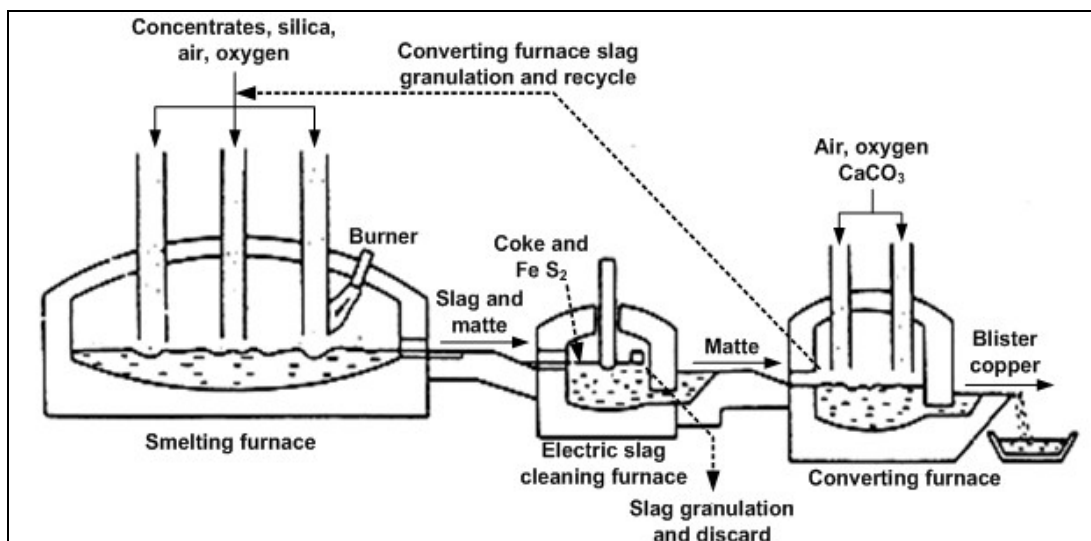 Concentrates, silica,
air, oxygen
Converting furnace slag
granulation and recycle
Air, oxygen
CaCO₃
Burner
Coke and
Fe S₂
Slag and
matte
Matte
Blister
copper
Smelting furnace
Electric slag
cleaning furnace
Converting furnace
Slag granulation
and discard